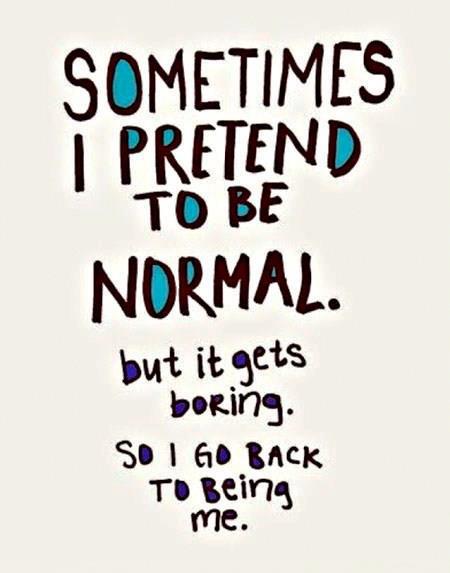 SOMETIMES
I PRETEND
TO BE
NORMAL.
but it gets
boRing.
SO I GO BACK
TO Being
me.